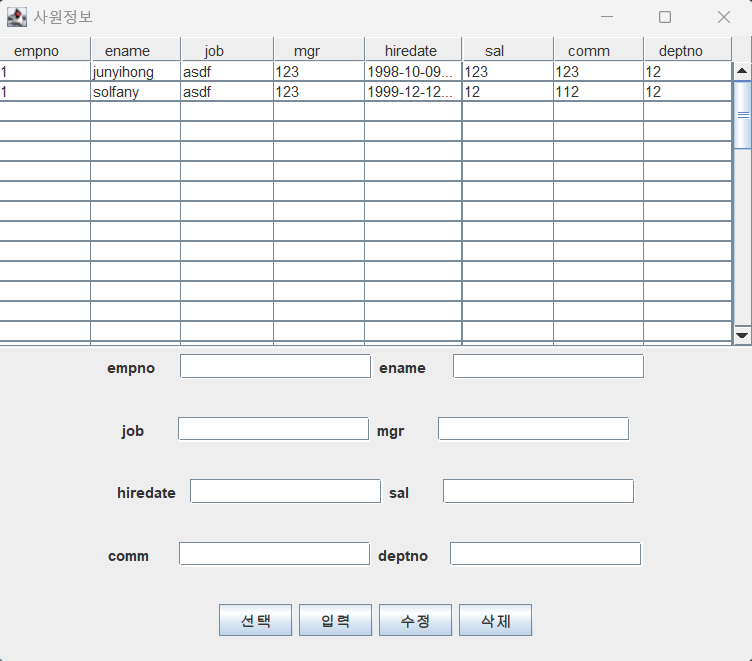 사원정보
empno ename job mgr hiredate sal comm deptno
1 junyihong asdf 123 1998-10-09... 123 123 12
1 solfany asdf 123 1999-12-12... 12 112 12
empno ename
job mgr
hiredate sal
comm deptno
선택 입력 수정 삭제